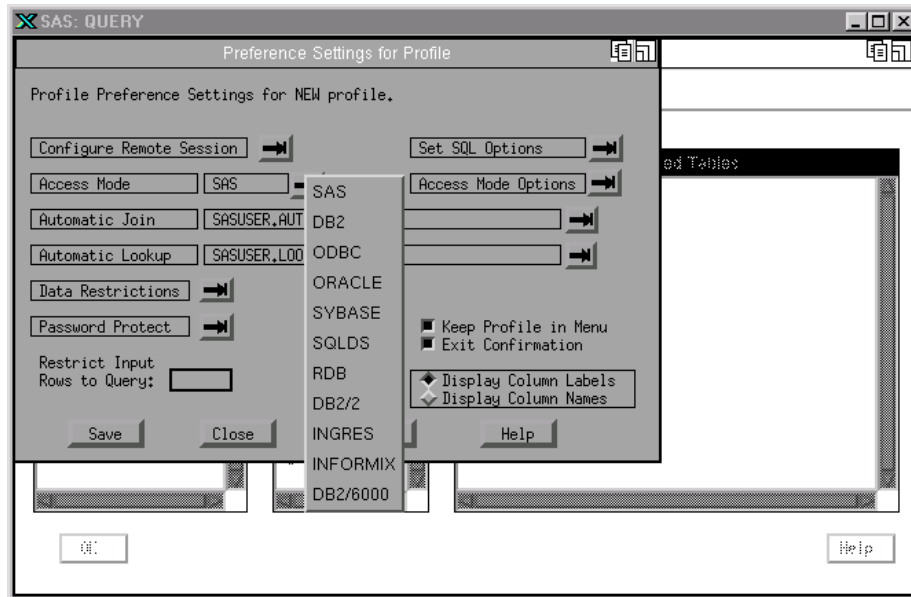 SAS: QUERY
Preference Settings for Profile
Profile Preference Settings for NEW profile.
Configure Remote Session
Set SQL Options
ed Tables
Access Mode SAS
Access Mode Options
Automatic Join SASUSER.AUT
Automatic Lookup SASUSER.LOO
Data Restrictions
Password Protect
Restrict Input
Rows to Query:
SAS
DB2
ODBC
ORACLE
SYBASE
SQLDS
RDB
DB2/2
INGRES
INFORMIX
DB2/6000
Keep Profile in Menu
Exit Confirmation
Display Column Labels
Display Column Names
Save
Close
Help
OK
Help